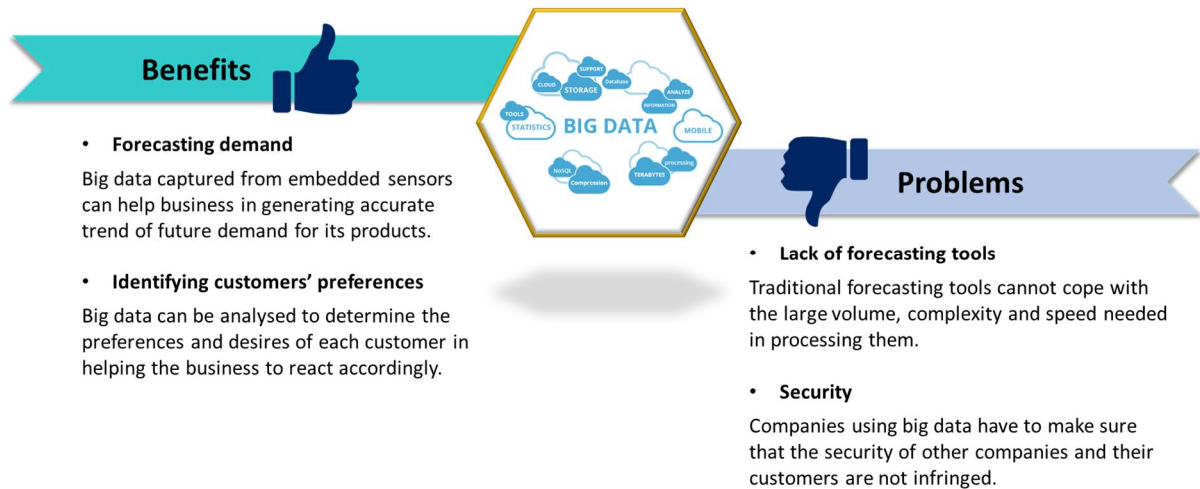 Benefits
• Forecasting demand
Big data captured from embedded sensors
can help business in generating accurate
trend of future demand for its products.
• Identifying customers’ preferences
Big data can be analysed to determine the
preferences and desires of each customer in
helping the business to react accordingly.
SUPPORT
CLOUD
STORAGE
Database
ANALYZE
INFORMATION
TOOLS
STATISTICS
BIG DATA
MOBILE
NoSQL
Compression
processing
TERABYTES
Problems
• Lack of forecasting tools
Traditional forecasting tools cannot cope with
the large volume, complexity and speed needed
in processing them.
• Security
Companies using big data have to make sure
that the security of other companies and their
customers are not infringed.